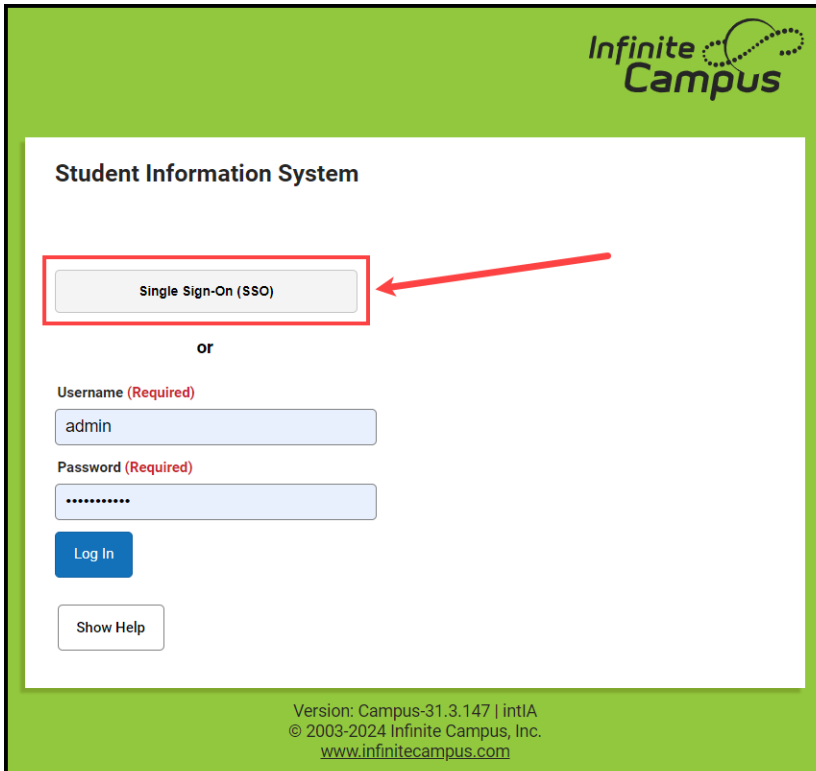 Infinite
Campus
Student Information System
Single Sign-On (SSO)
or
Username (Required)
admin
Password (Required)
•••••••••••
Log In
Show Help
Version: Campus-31.3.147 | intIA
© 2003-2024 Infinite Campus, Inc.
www.infinitecampus.com